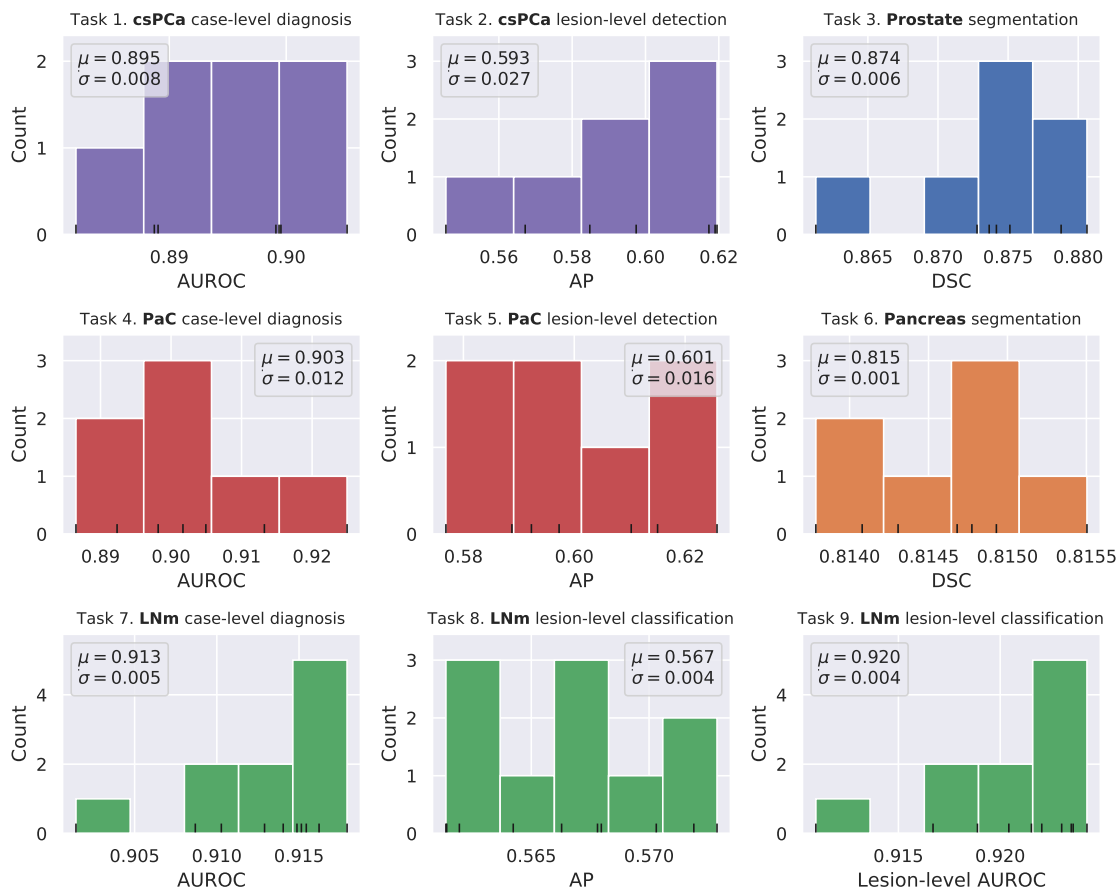 Task 1. csPCa case-level diagnosis
μ = 0.895
σ = 0.008
Count
2
1
0
0.89 0.90
AUROC
Task 2. csPCa lesion-level detection
μ = 0.593
σ = 0.027
Count
3
2
1
0
0.56 0.58 0.60 0.62
AP
Task 3. Prostate segmentation
μ = 0.874
σ = 0.006
Count
3
2
1
0
0.865 0.870 0.875 0.880
DSC
Task 4. PaC case-level diagnosis
μ = 0.903
σ = 0.012
Count
3
2
1
0
0.89 0.90 0.91 0.92
AUROC
Task 5. PaC lesion-level detection
μ = 0.601
σ = 0.016
Count
2
1
0
0.58 0.60 0.62
AP
Task 6. Pancreas segmentation
μ = 0.815
σ = 0.001
Count
3
2
1
0
0.8140 0.8145 0.8150 0.8155
DSC
Task 7. LNm case-level diagnosis
μ = 0.913
σ = 0.005
Count
4
2
0
0.905 0.910 0.915
AUROC
Task 8. LNm lesion-level classification
μ = 0.567
σ = 0.004
Count
3
2
1
0
0.565 0.570
AP
Task 9. LNm lesion-level classification
μ = 0.920
σ = 0.004
Count
4
2
0
0.915 0.920
Lesion-level AUROC